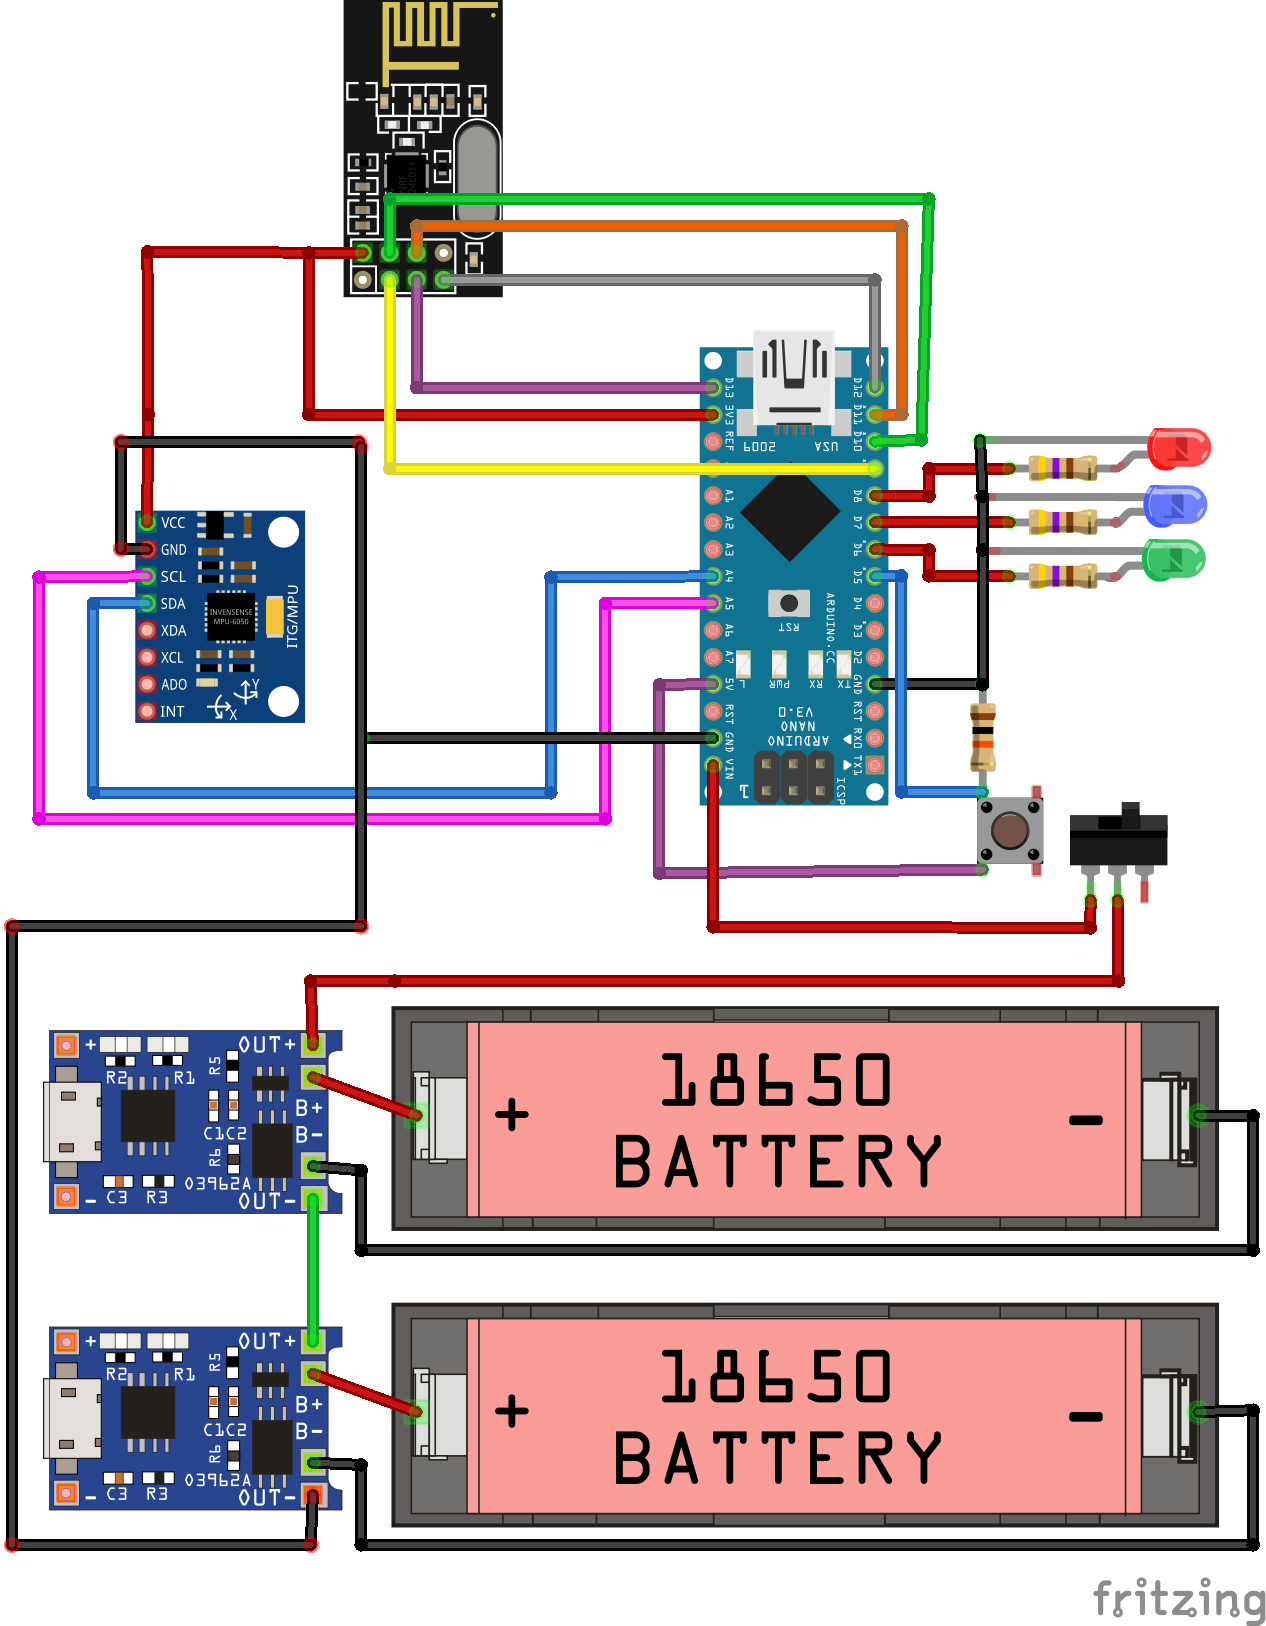 NRF
24L01+
D13
3V3
REF
A1
A2
A3
A4
A5
A6
A7
5V
RST
GND
VIN
D12
D11
D10
D8
D7
D6
D5
D4
D3
D2
GND
RST
RX0
TX1
USA
2009
RST
ARDUINO.CC
L
PWR
RX
TX
ARDUINO
NANO
V3.0
1
ICSP
VCC
GND
SCL
SDA
XDA
XCL
ADO
INT
INVENSENSE
MPU-6050
ITG/MPU
Y
X
+
R2
R1
R5
OUT+
B+
B-
C1C2
R6
03962A
OUT-
-
C3
R3
+
18650
BATTERY
-
+
R2
R1
R5
OUT+
B+
B-
C1C2
R6
03962A
OUT-
-
C3
R3
+
18650
BATTERY
-
fritzing